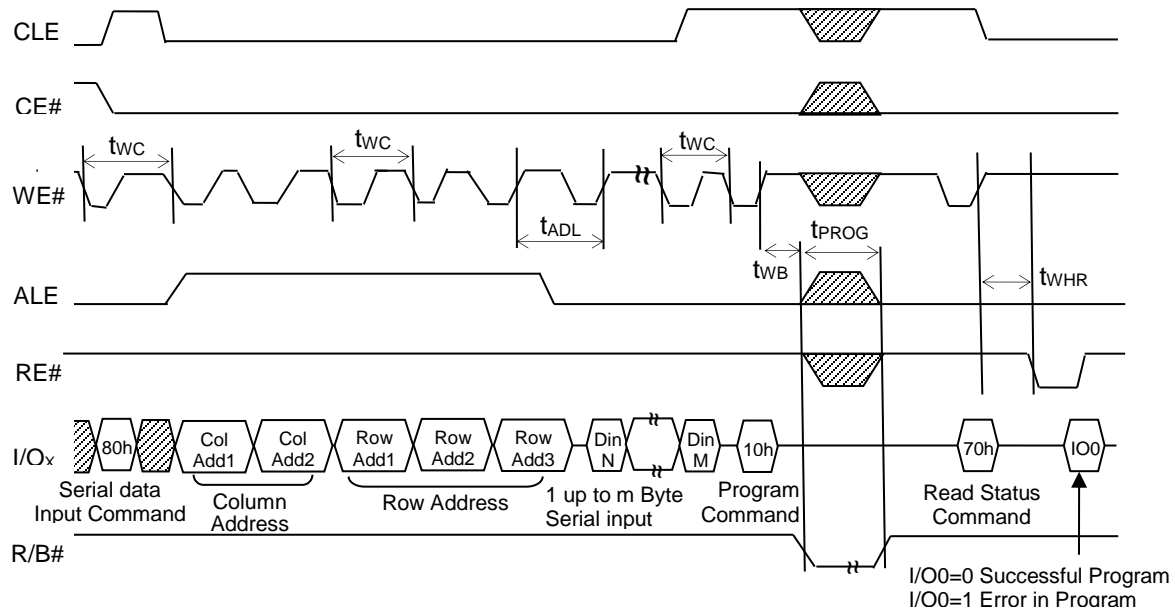 CLE
CE#
tWC
tWC
tWC
WE#
tADL
tWB
tPROG
ALE
tWHR
RE#
I/Ox
80h
Col
Add1
Col
Add2
Row
Add1
Row
Add2
Row
Add3
Din
N
Din
M
10h
70h
IO0
Serial data
Input Command
Column
Address
Row Address
1 up to m Byte
Serial input
Program
Command
Read Status
Command
R/B#
I/O0=0 Successful Program
I/O0=1 Error in Program